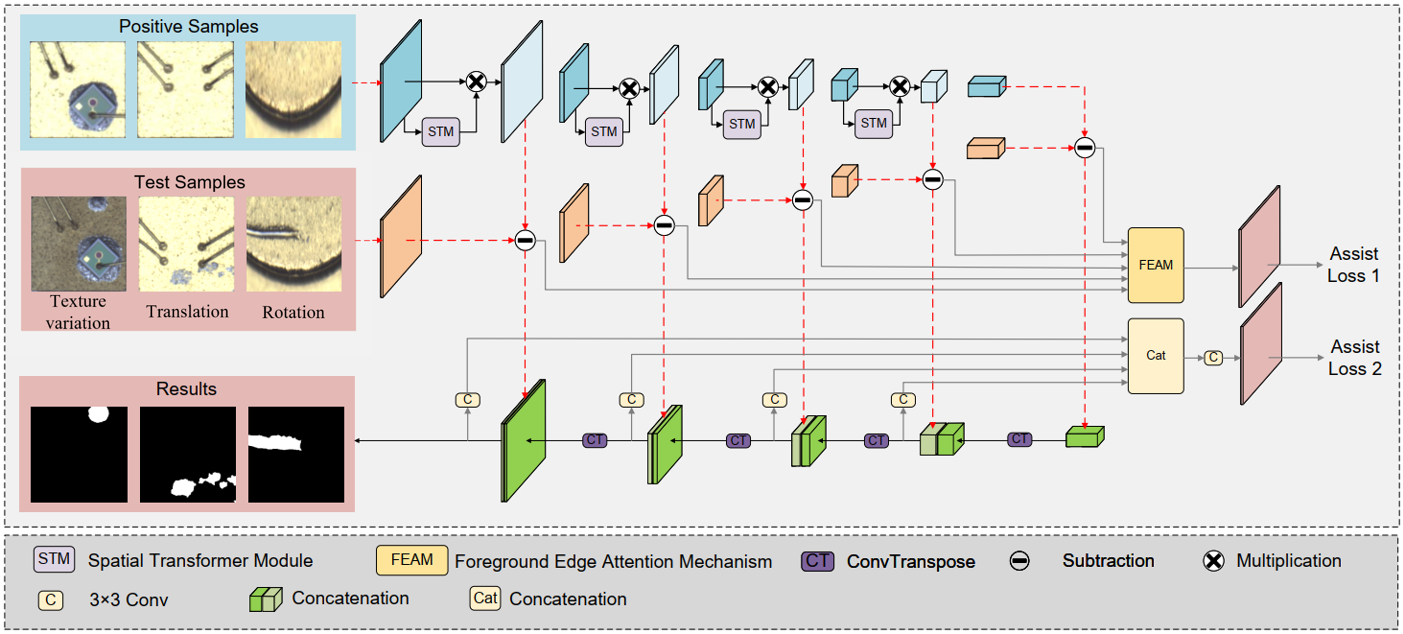 Positive Samples
STM
STM
STM
STM
Test Samples
Texture
variation
Translation
Rotation
FEAM
Assist
Loss 1
Cat
C
Assist
Loss 2
Results
C
C
C
C
CT
CT
CT
CT
STM
Spatial Transformer Module
FEAM
Foreground Edge Attention Mechanism
CT
ConvTranspose
Subtraction
Multiplication
C
3×3 Conv
Concatenation
Cat
Concatenation